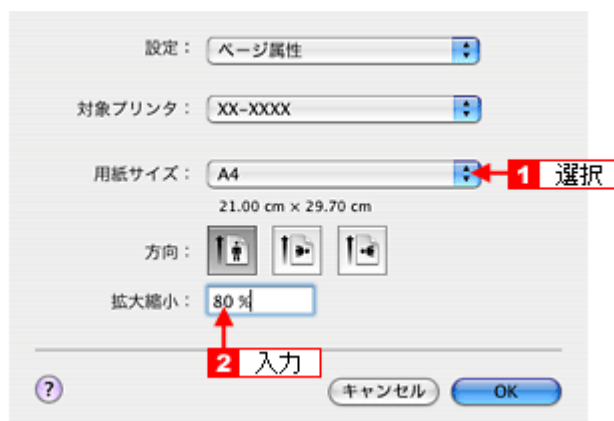 設定： ページ属性
対象プリンタ： XX-XXXX
用紙サイズ： A4
1 選択
21.00 cm × 29.70 cm
方向：
拡大縮小： 80 %
2 入力
? キャンセル OK